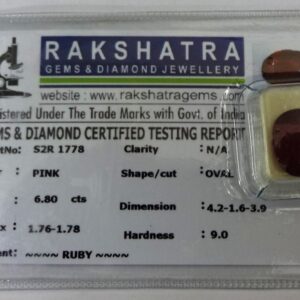 RAKSHATRA
GEMS & DIAMOND JEWELLERY
website : www.rakshatragems.com
istered Under The Trade Marks with Govt. of India
MS & DIAMOND CERTIFIED TESTING REPORT
tNo: S2R 1778 Clarity : N/A
: PINK Shape/cut : OVAL
: 6.80 cts Dimension : 4.2-1.6-3.9
x : 1.76-1.78 Hardness : 9.0
ent: ~~~~ RUBY ~~~~